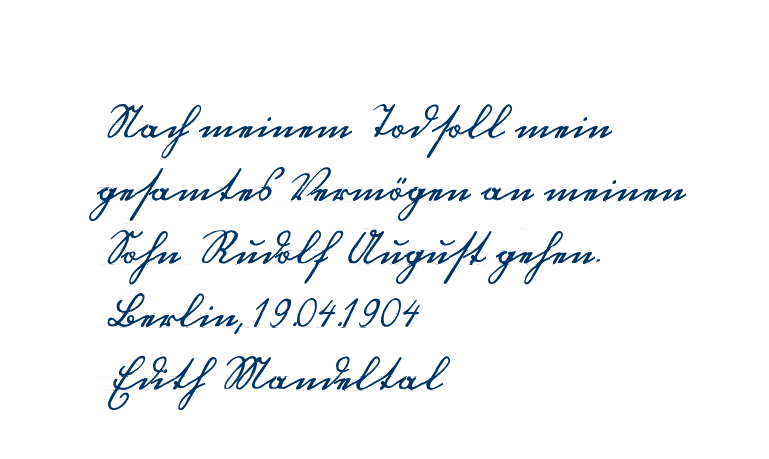 Nach meinem Tod soll mein
gesamtes Vermögen an meinen
Sohn Rudolf August gehen.
Berlin, 19.04.1904
Edith Mandeltal